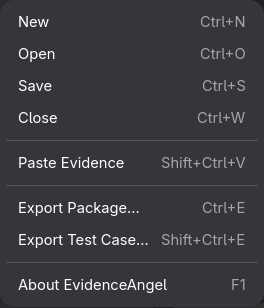 New Ctrl+N
Open Ctrl+O
Save Ctrl+S
Close Ctrl+W
Paste Evidence Shift+Ctrl+V
Export Package... Ctrl+E
Export Test Case... Shift+Ctrl+E
About EvidenceAngel F1